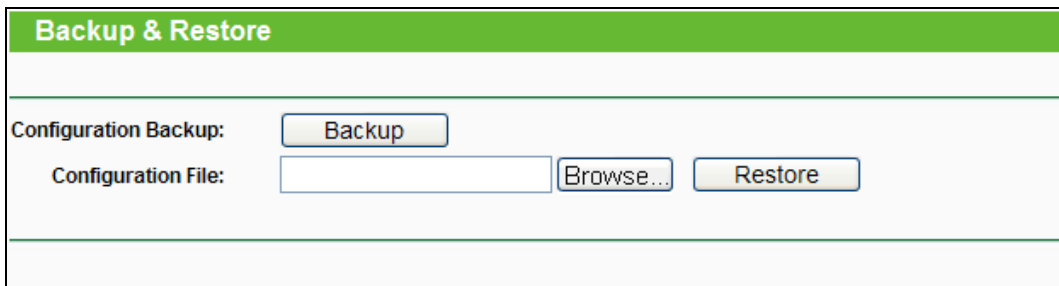 Backup & Restore
Configuration Backup: Backup
Configuration File: Browse... Restore